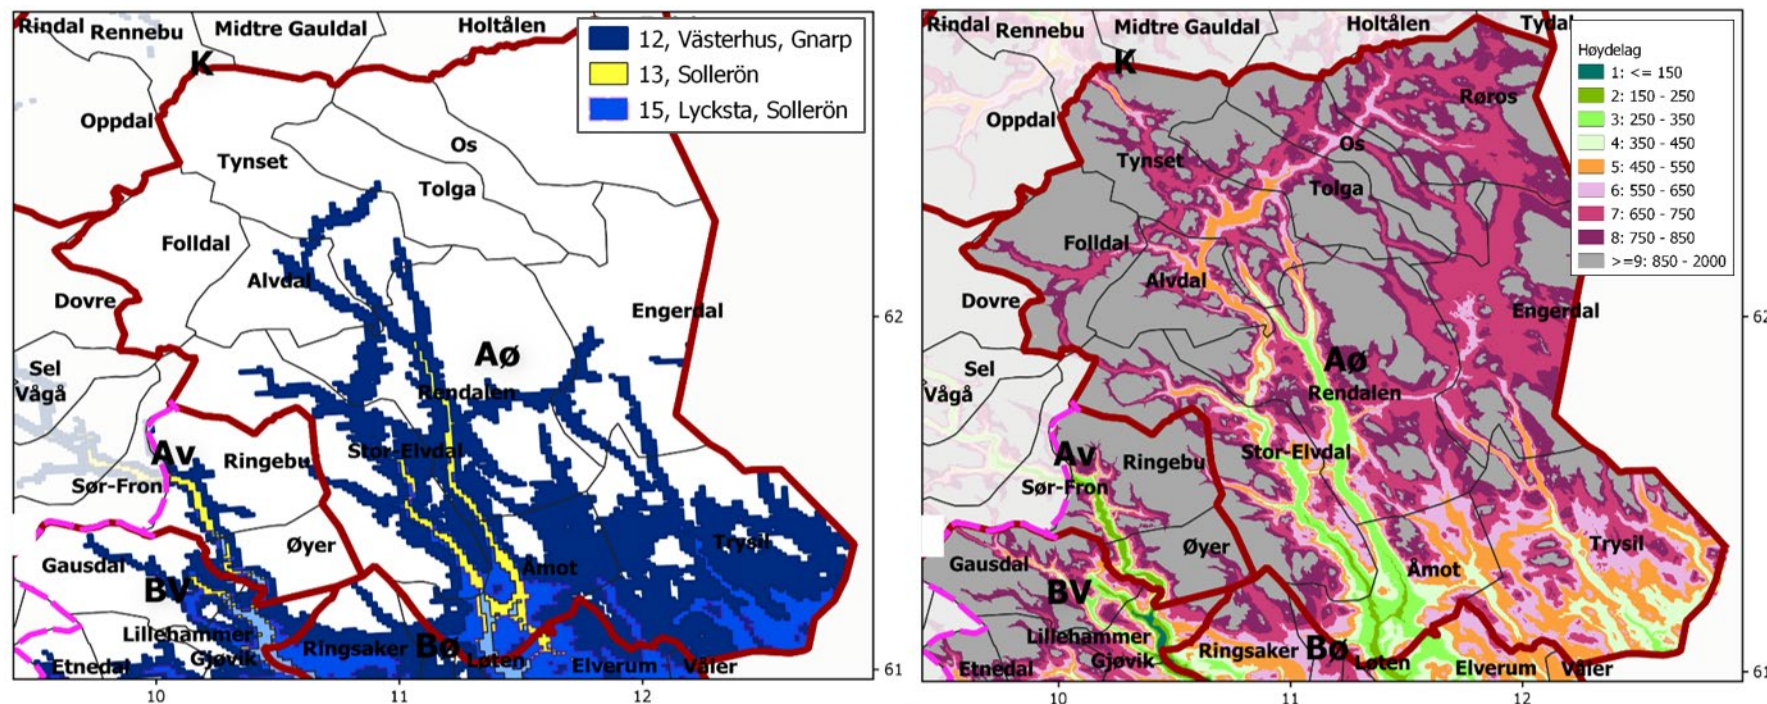 Rindal
Rennebu
Midtre Gauldal
Holtålen
12, Västerhus, Gnarp
13, Sollerön
15, Lycksta, Sollerön
K
Oppdal
Os
Tynset
Tolga
Folldal
Alvdal
Dovre
Engerdal
62
Aø
Sel
Vågå
Rendalen
Av
Ringebu
Stor-Elvdal
Sør-Fron
Øyer
Trysil
Gausdal
Åmot
BV
Lillehammer
Ringsaker
Bø
Gjøvik
Løten
Etnedal
Elverum
Våler
61
10
11
12
Rindal
Rennebu
Midtre Gauldal
Holtålen
Tydal
Høydelag
1: <= 150
2: 150 - 250
3: 250 - 350
4: 350 - 450
5: 450 - 550
6: 550 - 650
7: 650 - 750
8: 750 - 850
>=9: 850 - 2000
K
Røros
Oppdal
Os
Tynset
Tolga
Folldal
Alvdal
Dovre
Engerdal
62
Aø
Sel
Vågå
Rendalen
Av
Ringebu
Stor-Elvdal
Sør-Fron
Øyer
Trysil
Gausdal
Åmot
BV
Lillehammer
Ringsaker
Bø
Gjøvik
Løten
Etnedal
Elverum
Våler
61
10
11
12